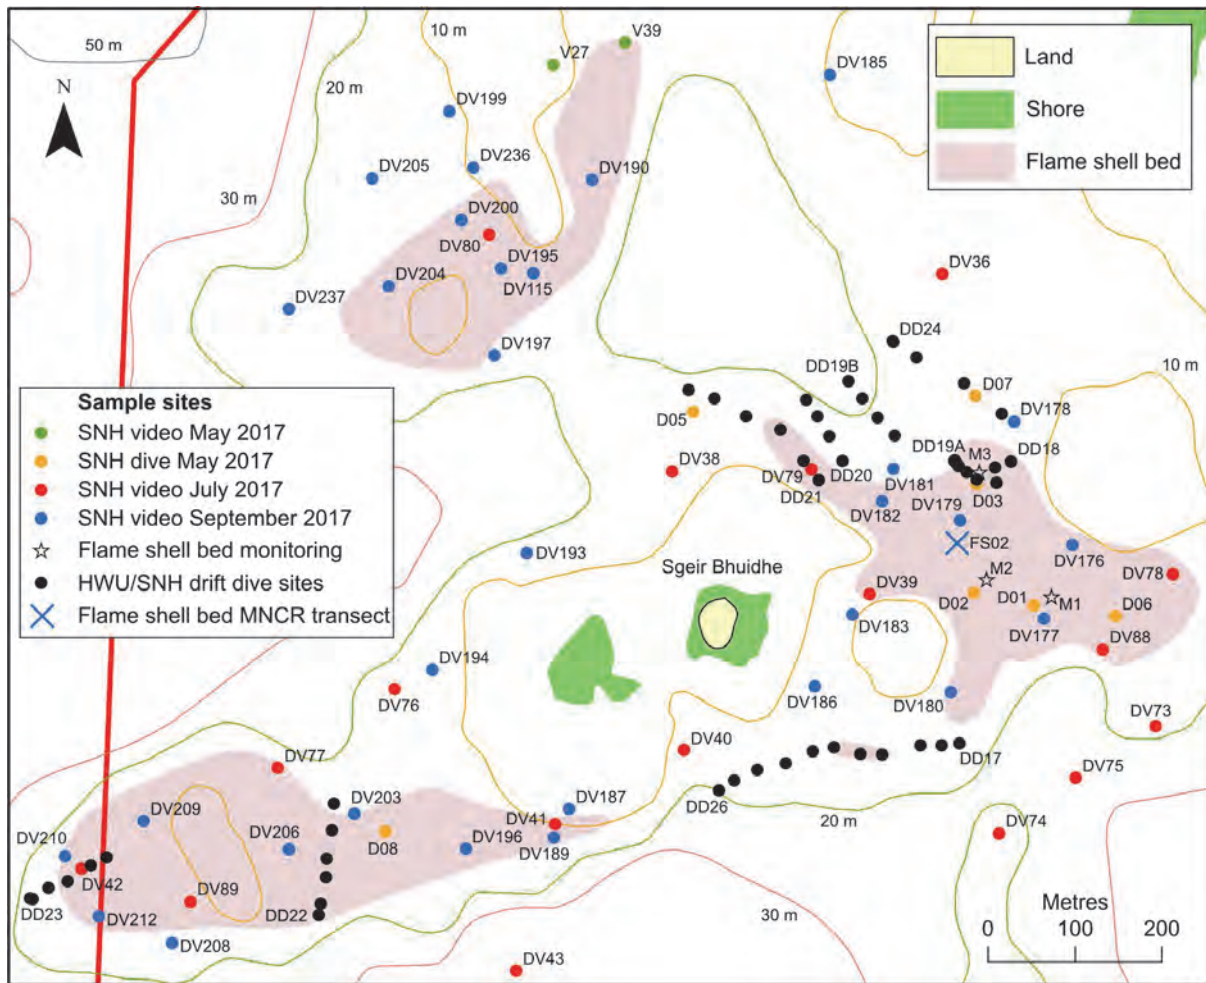 50 m
10 m
V39
V27
20 m
DV185
N
DV199
DV236
DV205
DV190
30 m
DV200
DV80
DV195
DV204
DV115
DV237
DV197
DV36
DD24
DD19B
D07
10 m
D05
DV178
DD19A
M3
DD18
DV38
DV79
DD20
DD21
DV181
D03
DV182
DV179
FS02
DV176
DV193
Sgeir Bhuidhe
M2
DV78
DV39
D02
D01
M1
D06
DV183
DV177
DV88
DV194
DV76
DV186
DV180
DV73
DV40
DD17
DV75
DV77
DD26
20 m
DV209
DV203
DV187
DV41
DV74
DV210
DV206
D08
DV196
DV189
DV42
DV89
DD23
DV212
DD22
30 m
DV208
DV43
Land
Shore
Flame shell bed
Sample sites
SNH video May 2017
SNH dive May 2017
SNH video July 2017
SNH video September 2017
Flame shell bed monitoring
HWU/SNH drift dive sites
Flame shell bed MNCR transect
Metres
0 100 200